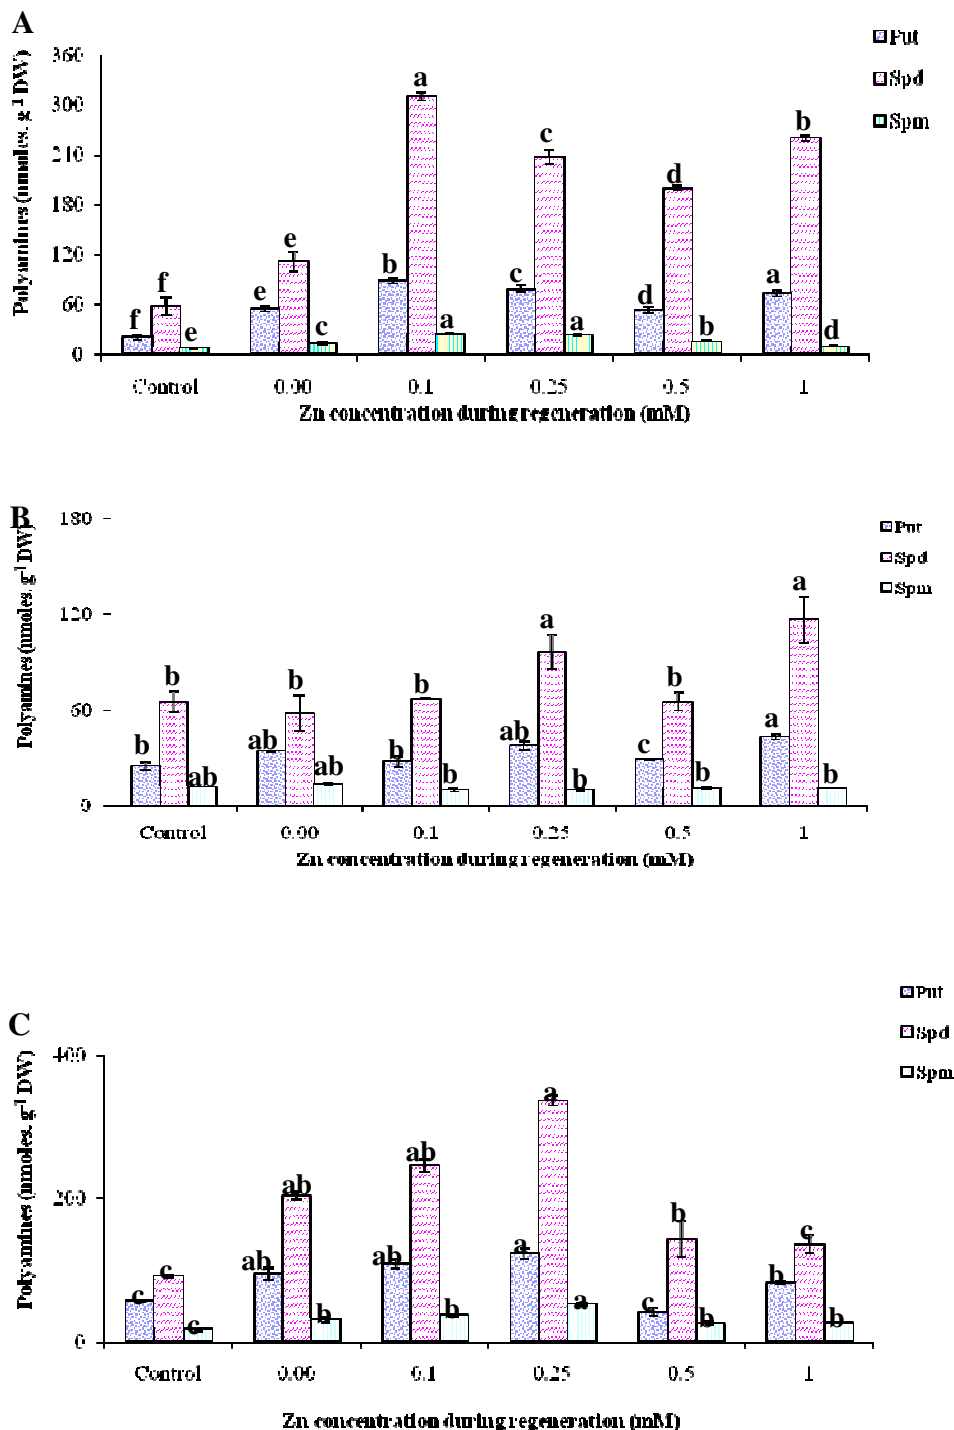 A
Polyamines (nmoles. g-1 DW)
360
300
240
180
120
60
0
f f e
e e c
b a a
c c a
d d b
a b d
Control 0.00 0.1 0.25 0.5 1
Zn concentration during regeneration (mM)
Put
Spd
Spm
B
Polyamines (nmoles. g-1 DW)
180
120
60
0
b b ab
ab b ab
b b b
ab a b
c b b
a a b
Control 0.00 0.1 0.25 0.5 1
Zn concentration during regeneration (mM)
Put
Spd
Spm
C
Polyamines (nmoles. g-1 DW)
400
200
0
c c c
ab ab b
ab ab b
a a a
c b b
b c b
Control 0.00 0.1 0.25 0.5 1
Zn concentration during regeneration (mM)
Put
Spd
Spm